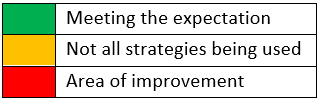 Meeting the expectation
Not all strategies being used
Area of improvement